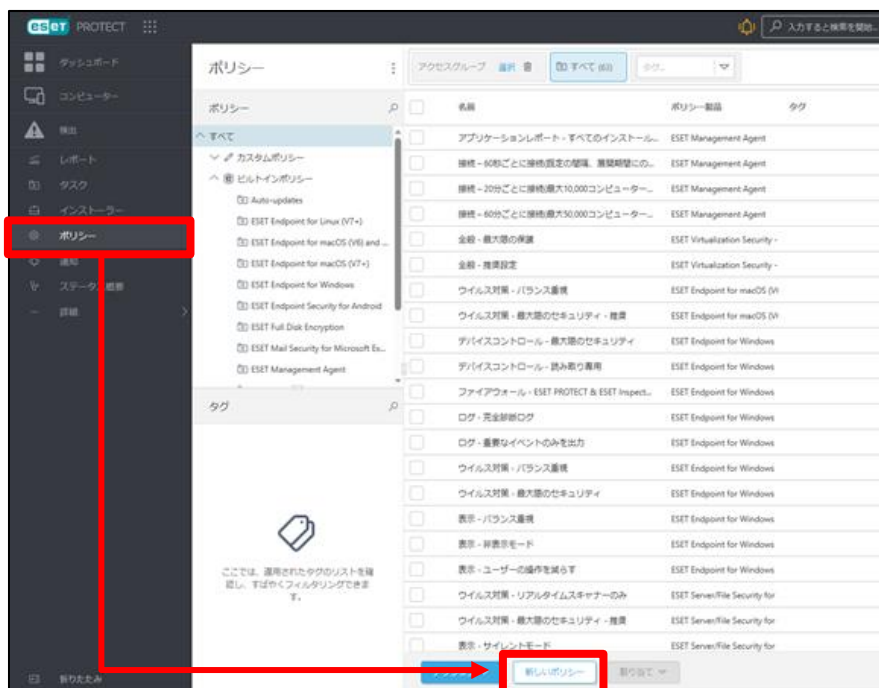 eset PROTECT
入力すると検索を開始...
ダッシュボード
コンピューター
検出
レポート
タスク
インストーラー
ポリシー
通知
ステータス概要
詳細
折りたたみ
ポリシー
アクセスグループ 選択 すべて (63) タグ...
ポリシー
すべて
カスタムポリシー
ビルトインポリシー
Auto-updates
ESET Endpoint for Linux (V7+)
ESET Endpoint for macOS (V6) and ...
ESET Endpoint for macOS (V7+)
ESET Endpoint for Windows
ESET Endpoint Security for Android
ESET Full Disk Encryption
ESET Mail Security for Microsoft Ex...
ESET Management Agent
タグ
ここでは、適用されたタグのリストを確
認し、すばやくフィルタリングできま
す。
名前 ポリシー製品 タグ
アプリケーションレポート - すべてのインストール... ESET Management Agent
接続 - 60秒ごとに接続(既定の間隔、展開期間にの... ESET Management Agent
接続 - 20分ごとに接続(最大10,000コンピューター... ESET Management Agent
接続 - 60分ごとに接続(最大50,000コンピューター... ESET Management Agent
全般 - 最大限の保護 ESET Virtualization Security -
全般 - 推奨設定 ESET Virtualization Security -
ウイルス対策 - バランス重視 ESET Endpoint for macOS (V
ウイルス対策 - 最大限のセキュリティ - 推奨 ESET Endpoint for macOS (V
デバイスコントロール - 最大限のセキュリティ ESET Endpoint for Windows
デバイスコントロール - 読み取り専用 ESET Endpoint for Windows
ファイアウォール - ESET PROTECT & ESET Inspect... ESET Endpoint for Windows
ログ - 完全診断ログ ESET Endpoint for Windows
ログ - 重要なイベントのみを出力 ESET Endpoint for Windows
ウイルス対策 - バランス重視 ESET Endpoint for Windows
ウイルス対策 - 最大限のセキュリティ ESET Endpoint for Windows
表示 - バランス重視 ESET Endpoint for Windows
表示 - 非表示モード ESET Endpoint for Windows
表示 - ユーザーの操作を減らす ESET Endpoint for Windows
ウイルス対策 - リアルタイムスキャナーのみ ESET Server/File Security for
ウイルス対策 - 最大限のセキュリティ - 推奨 ESET Server/File Security for
表示 - サイレントモード ESET Server/File Security for
新しいポリシー 割り当て